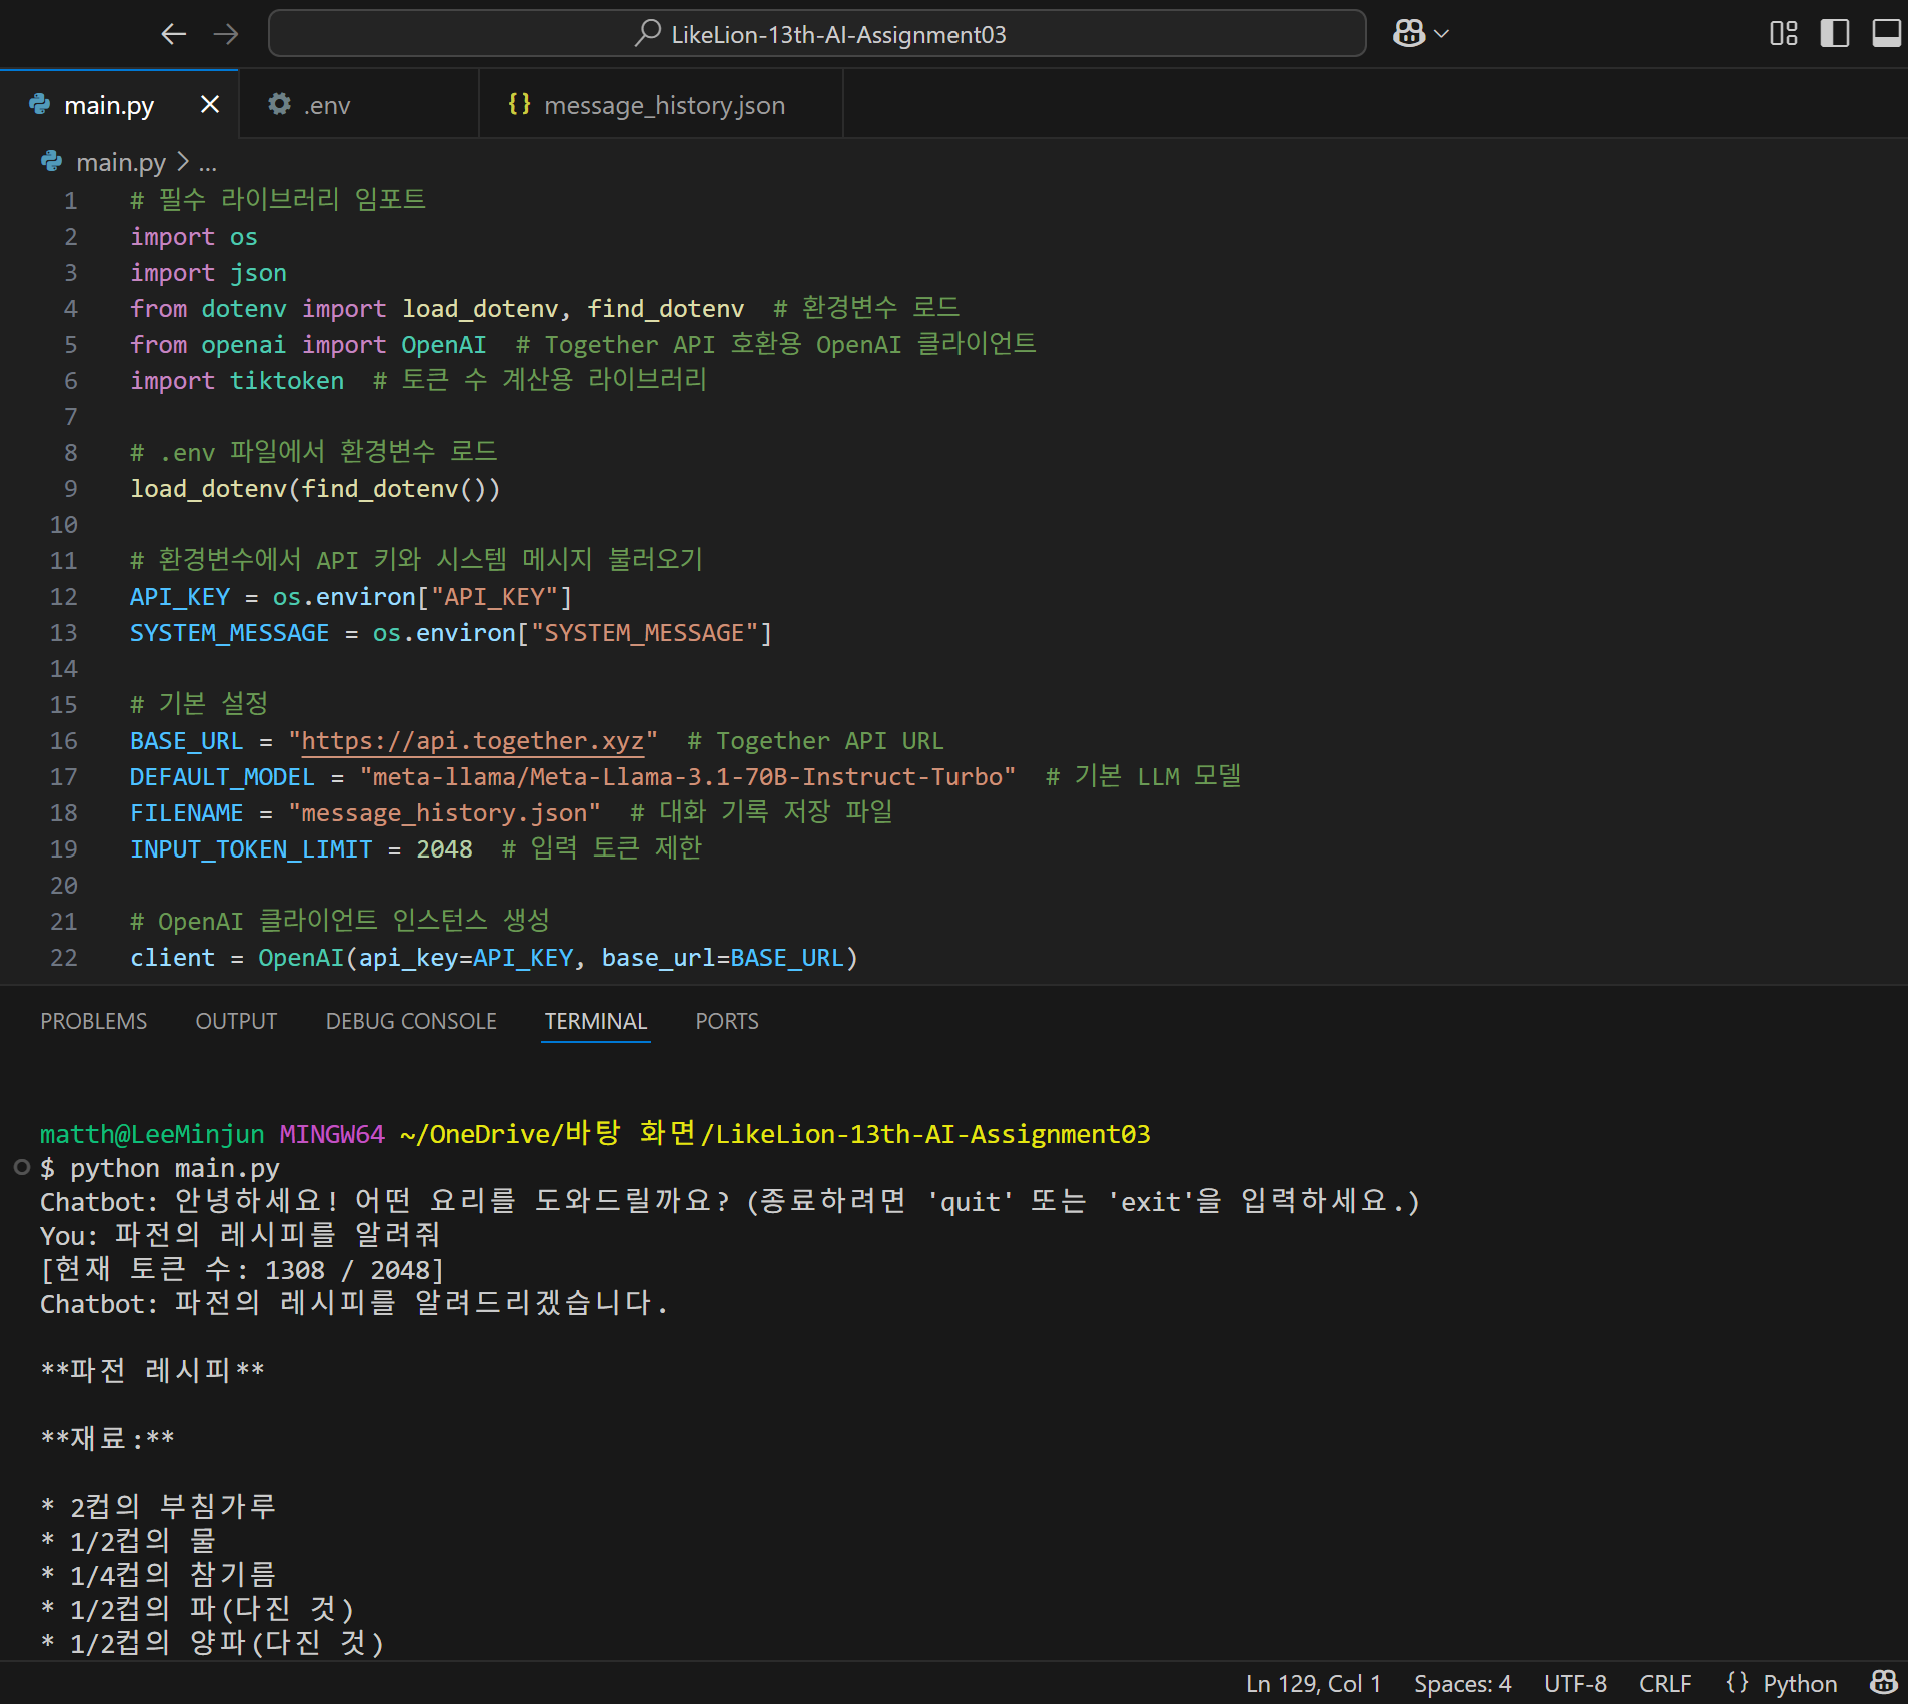 LikeLion-13th-AI-Assignment03
main.py
.env
{} message_history.json
main.py > ...
1 # 필수 라이브러리 임포트
2 import os
3 import json
4 from dotenv import load_dotenv, find_dotenv  # 환경변수 로드
5 from openai import OpenAI  # Together API 호환용 OpenAI 클라이언트
6 import tiktoken  # 토큰 수 계산용 라이브러리
7
8 # .env 파일에서 환경변수 로드
9 load_dotenv(find_dotenv())
10
11 # 환경변수에서 API 키와 시스템 메시지 불러오기
12 API_KEY = os.environ["API_KEY"]
13 SYSTEM_MESSAGE = os.environ["SYSTEM_MESSAGE"]
14
15 # 기본 설정
16 BASE_URL = "https://api.together.xyz"  # Together API URL
17 DEFAULT_MODEL = "meta-llama/Meta-Llama-3.1-70B-Instruct-Turbo"  # 기본 LLM 모델
18 FILENAME = "message_history.json"  # 대화 기록 저장 파일
19 INPUT_TOKEN_LIMIT = 2048  # 입력 토큰 제한
20
21 # OpenAI 클라이언트 인스턴스 생성
22 client = OpenAI(api_key=API_KEY, base_url=BASE_URL)
PROBLEMS OUTPUT DEBUG CONSOLE TERMINAL PORTS
matth@LeeMinjun MINGW64 ~/OneDrive/바탕 화면/LikeLion-13th-AI-Assignment03
$ python main.py
Chatbot: 안녕하세요! 어떤 요리를 도와드릴까요? (종료하려면 'quit' 또는 'exit'을 입력하세요.)
You: 파전의 레시피를 알려줘
[현재 토큰 수: 1308 / 2048]
Chatbot: 파전의 레시피를 알려드리겠습니다.
**파전 레시피**
**재료:**
* 2컵의 부침가루
* 1/2컵의 물
* 1/4컵의 참기름
* 1/2컵의 파(다진 것)
* 1/2컵의 양파(다진 것)
Ln 129, Col 1 Spaces: 4 UTF-8 CRLF {} Python